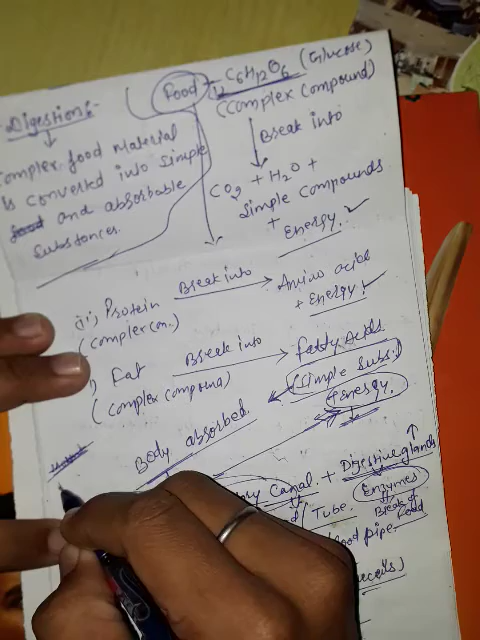 Digestion:-
Food - C6H12O6 (Glucose)
(Complex Compound)
Break into
CO2 + H2O +
Simple Compounds
+
Energy.
Complex food material
is converted into simple
and absorbable
substances.
ii) Protein Break into Amino acids
(Complex Com.) + Energy.
) Fat Break into Fatty Acids
(Complex Compound) (Simple Subs.)
+Energy
Body absorbed.
Canal + Digestive glands
Tube. Enzymes
Break of
Food
food pipe.